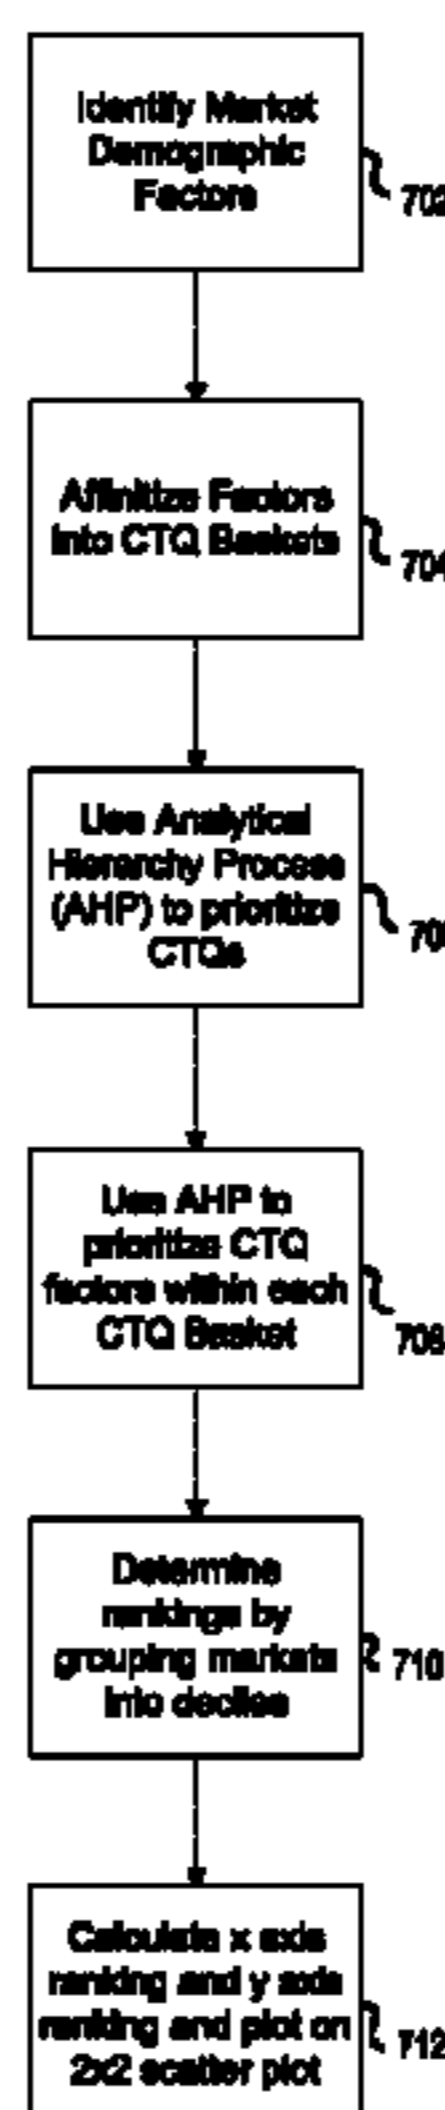 Identify Market
Demographic
Factors
702
Affinitize Factors
into CTQ Baskets
704
Use Analytical
Hierarchy Process
(AHP) to prioritize
CTQs
Use AHP to
prioritize CTQ
factors within each
CTQ Basket
708
Determine
rankings by
grouping markets
into deciles
710
Calculate x axis
ranking and y axis
ranking and plot on
2x2 scatter plot
712